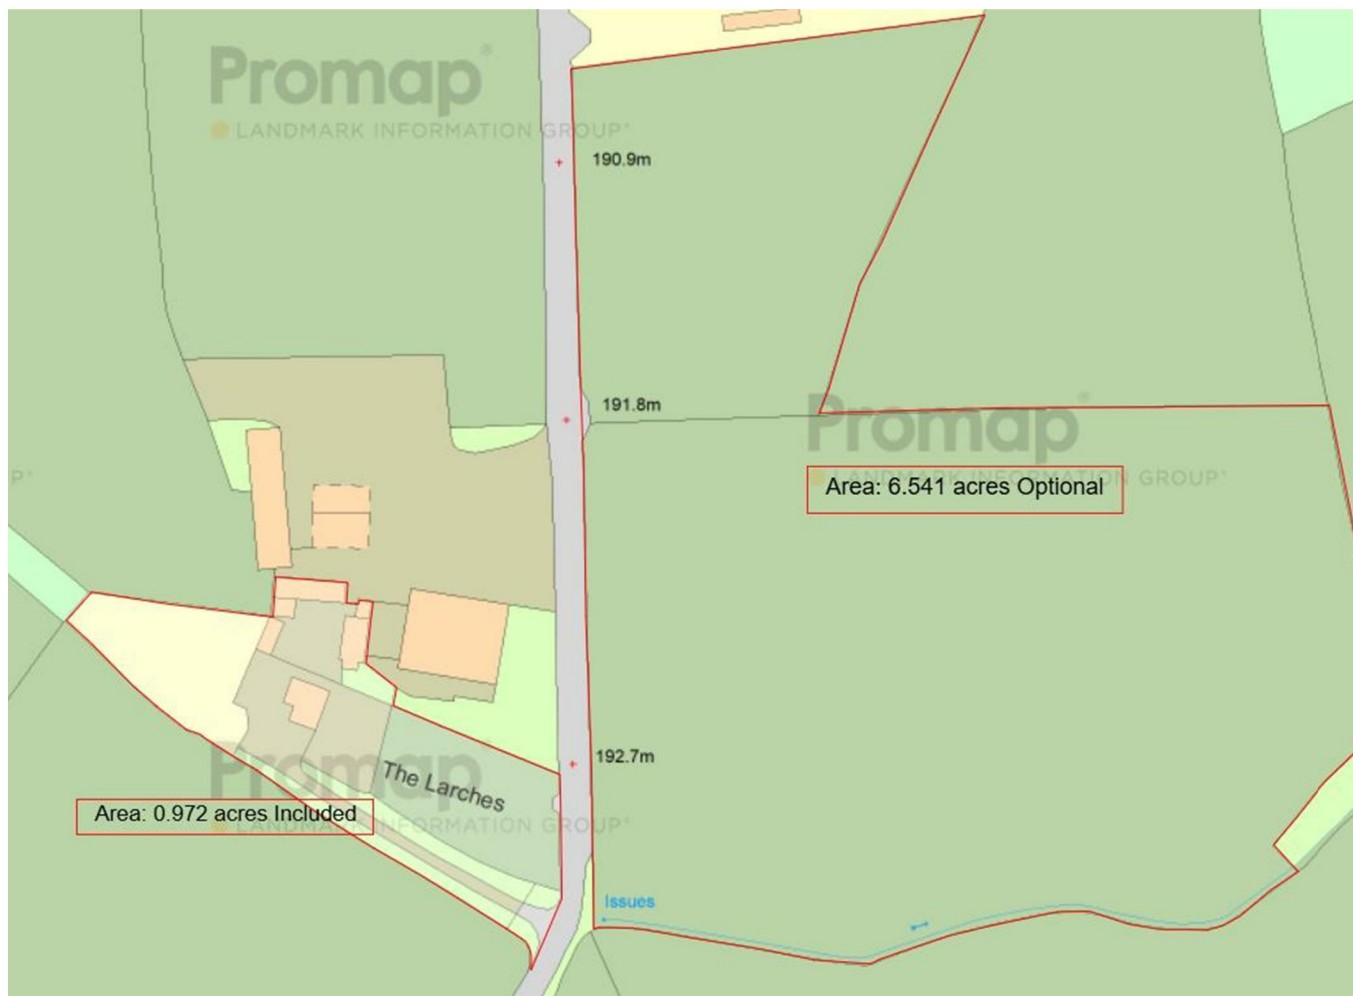 Promap®
LANDMARK INFORMATION GROUP®
190.9m
191.8m
Promap
LANDMARK INFORMATION GROUP®
P®
Area: 6.541 acres Optional
192.7m
Promap®
The Larches
Area: 0.972 acres Included
LANDMARK INFORMATION GROUP®
Issues